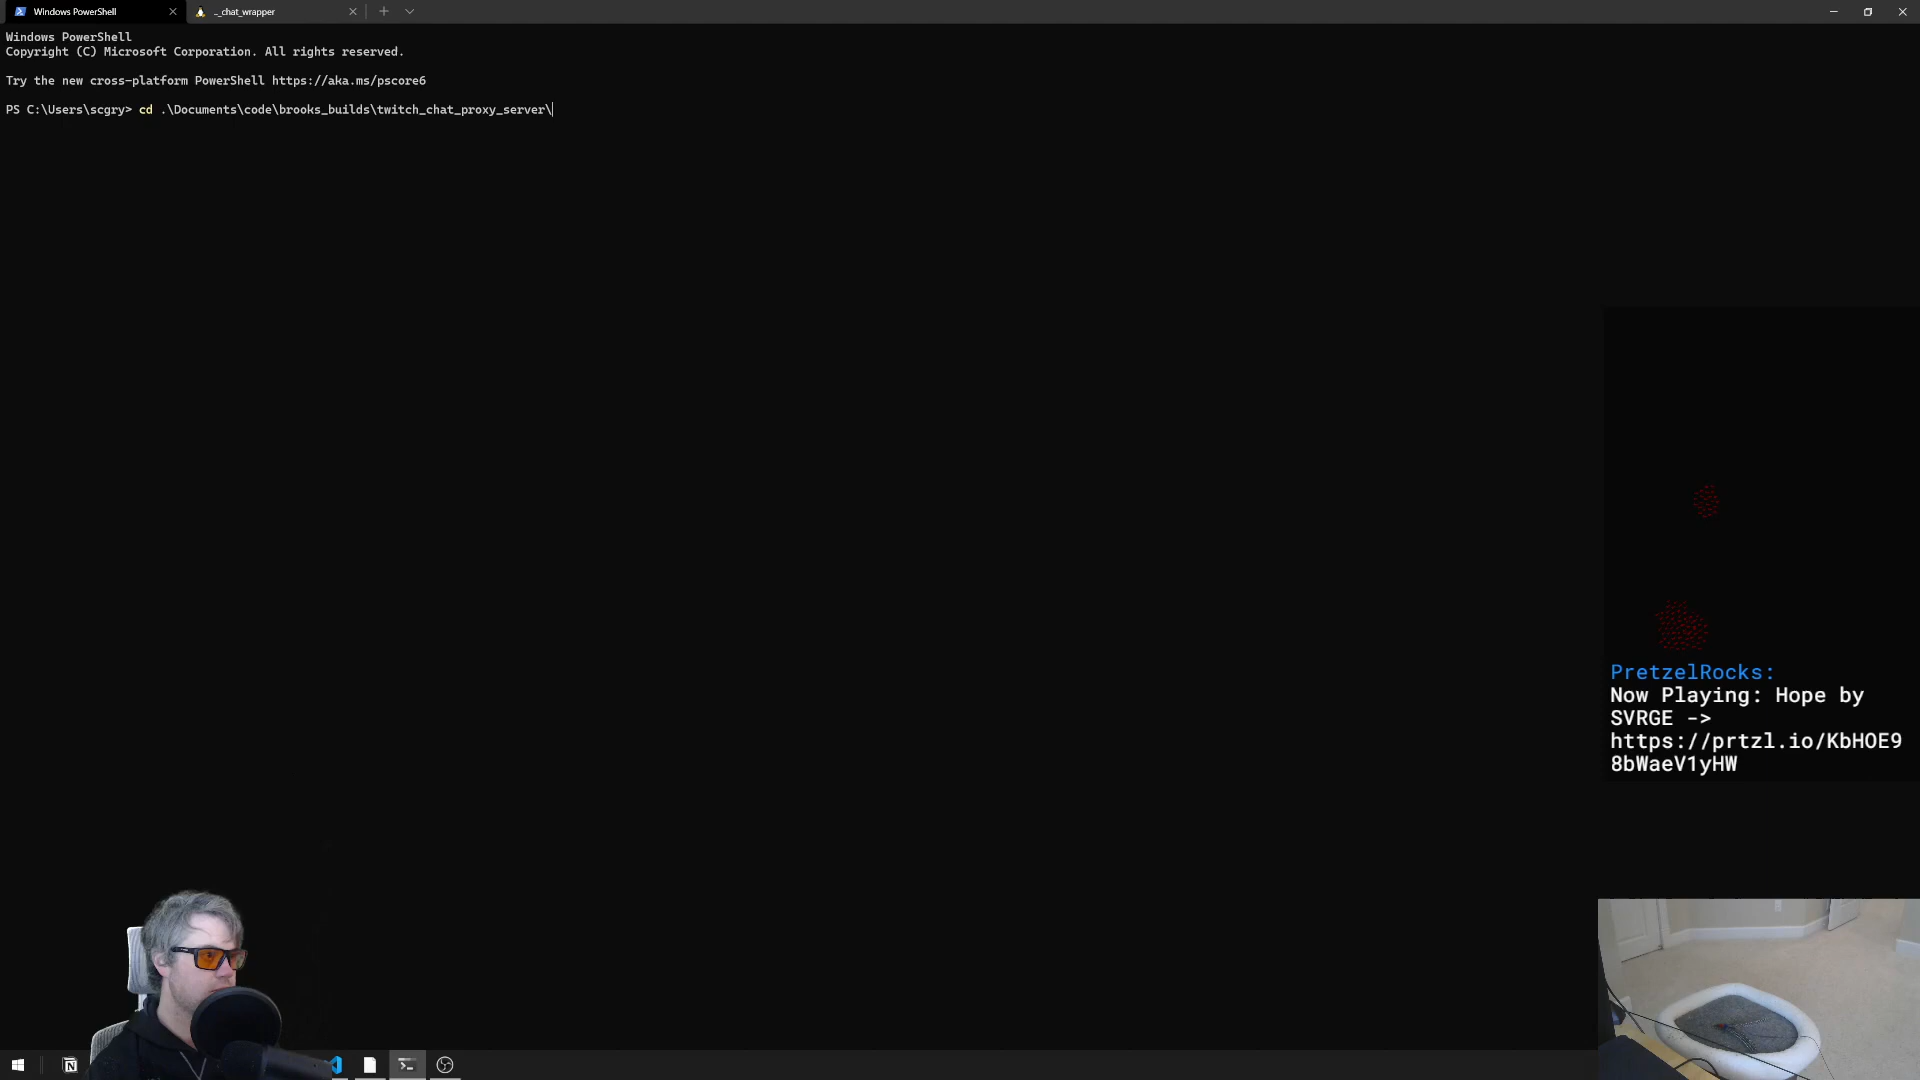 Windows PowerShell
.._chat_wrapper
Windows PowerShell
Copyright (C) Microsoft Corporation. All rights reserved.
Try the new cross-platform PowerShell https://aka.ms/pscore6
PS C:\Users\scgry> cd .\Documents\code\brooks_builds\twitch_chat_proxy_server\
PretzelRocks:
Now Playing: Hope by
SVRGE ->
https://prtzl.io/KbHOE9
8bWaeV1yHW